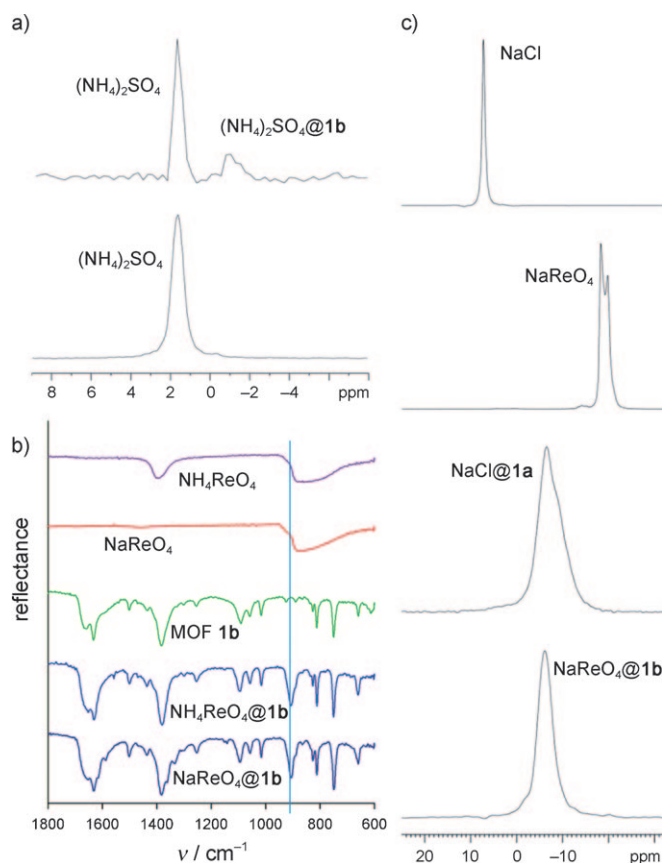 a)
(NH₄)₂SO₄
(NH₄)₂SO₄@1b
(NH₄)₂SO₄
8 6 4 2 0 −2 −4 ppm
b)
NH₄ReO₄
NaReO₄
MOF 1b
NH₄ReO₄@1b
NaReO₄@1b
reflectance
1800 1600 1400 1200 1000 800 600
ν / cm⁻¹
c)
NaCl
NaReO₄
NaCl@1a
NaReO₄@1b
20 10 0 −10 ppm